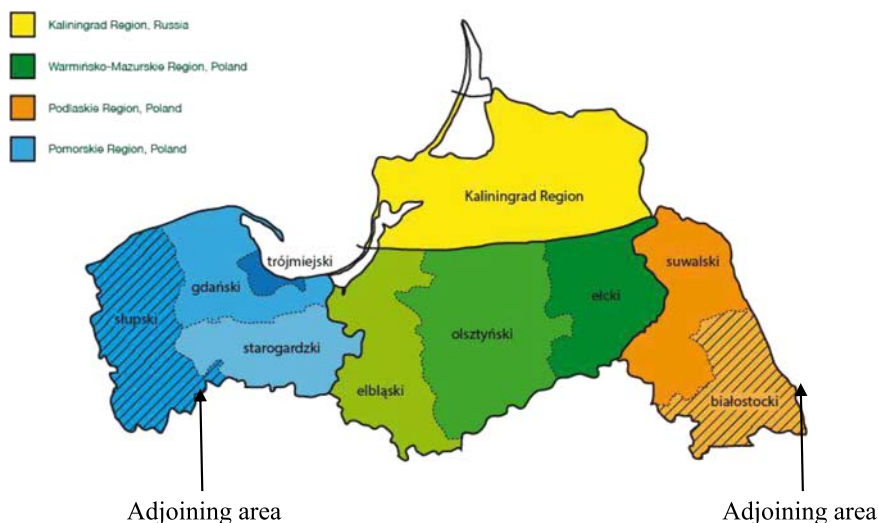 Kaliningrad Region, Russia
Warmińsko-Mazurskie Region, Poland
Podlaskie Region, Poland
Pomorskie Region, Poland
Kaliningrad Region
trójmiejski
suwalski
gdański
ełcki
słupski
olsztyński
starogardzki
elbląski
białostocki
Adjoining area
Adjoining area